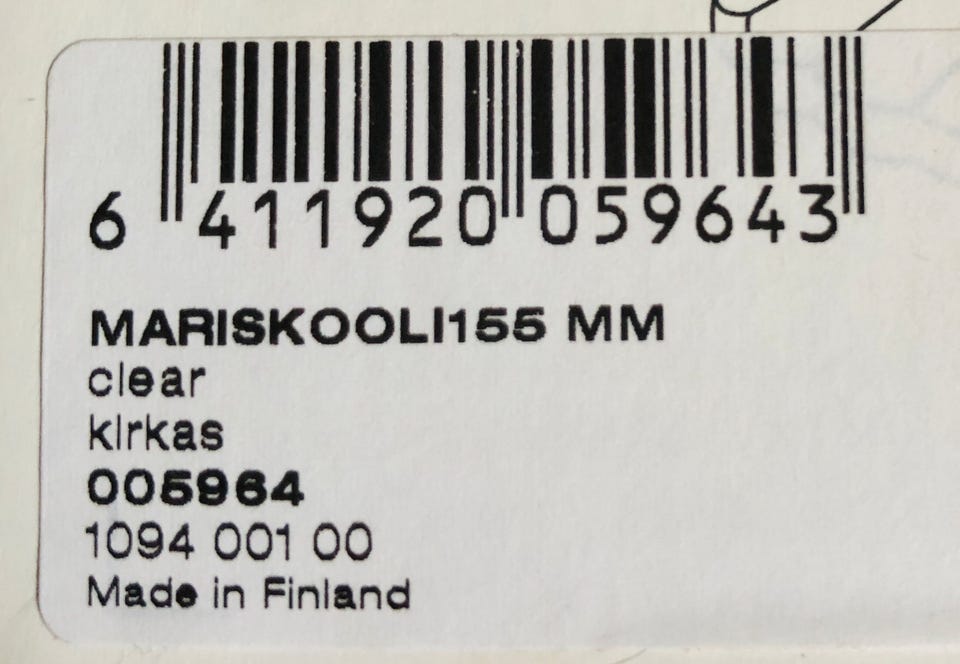 6 411920 059643
MARISKOOLI155 MM
clear
kirkas
005964
1094 001 00
Made in Finland